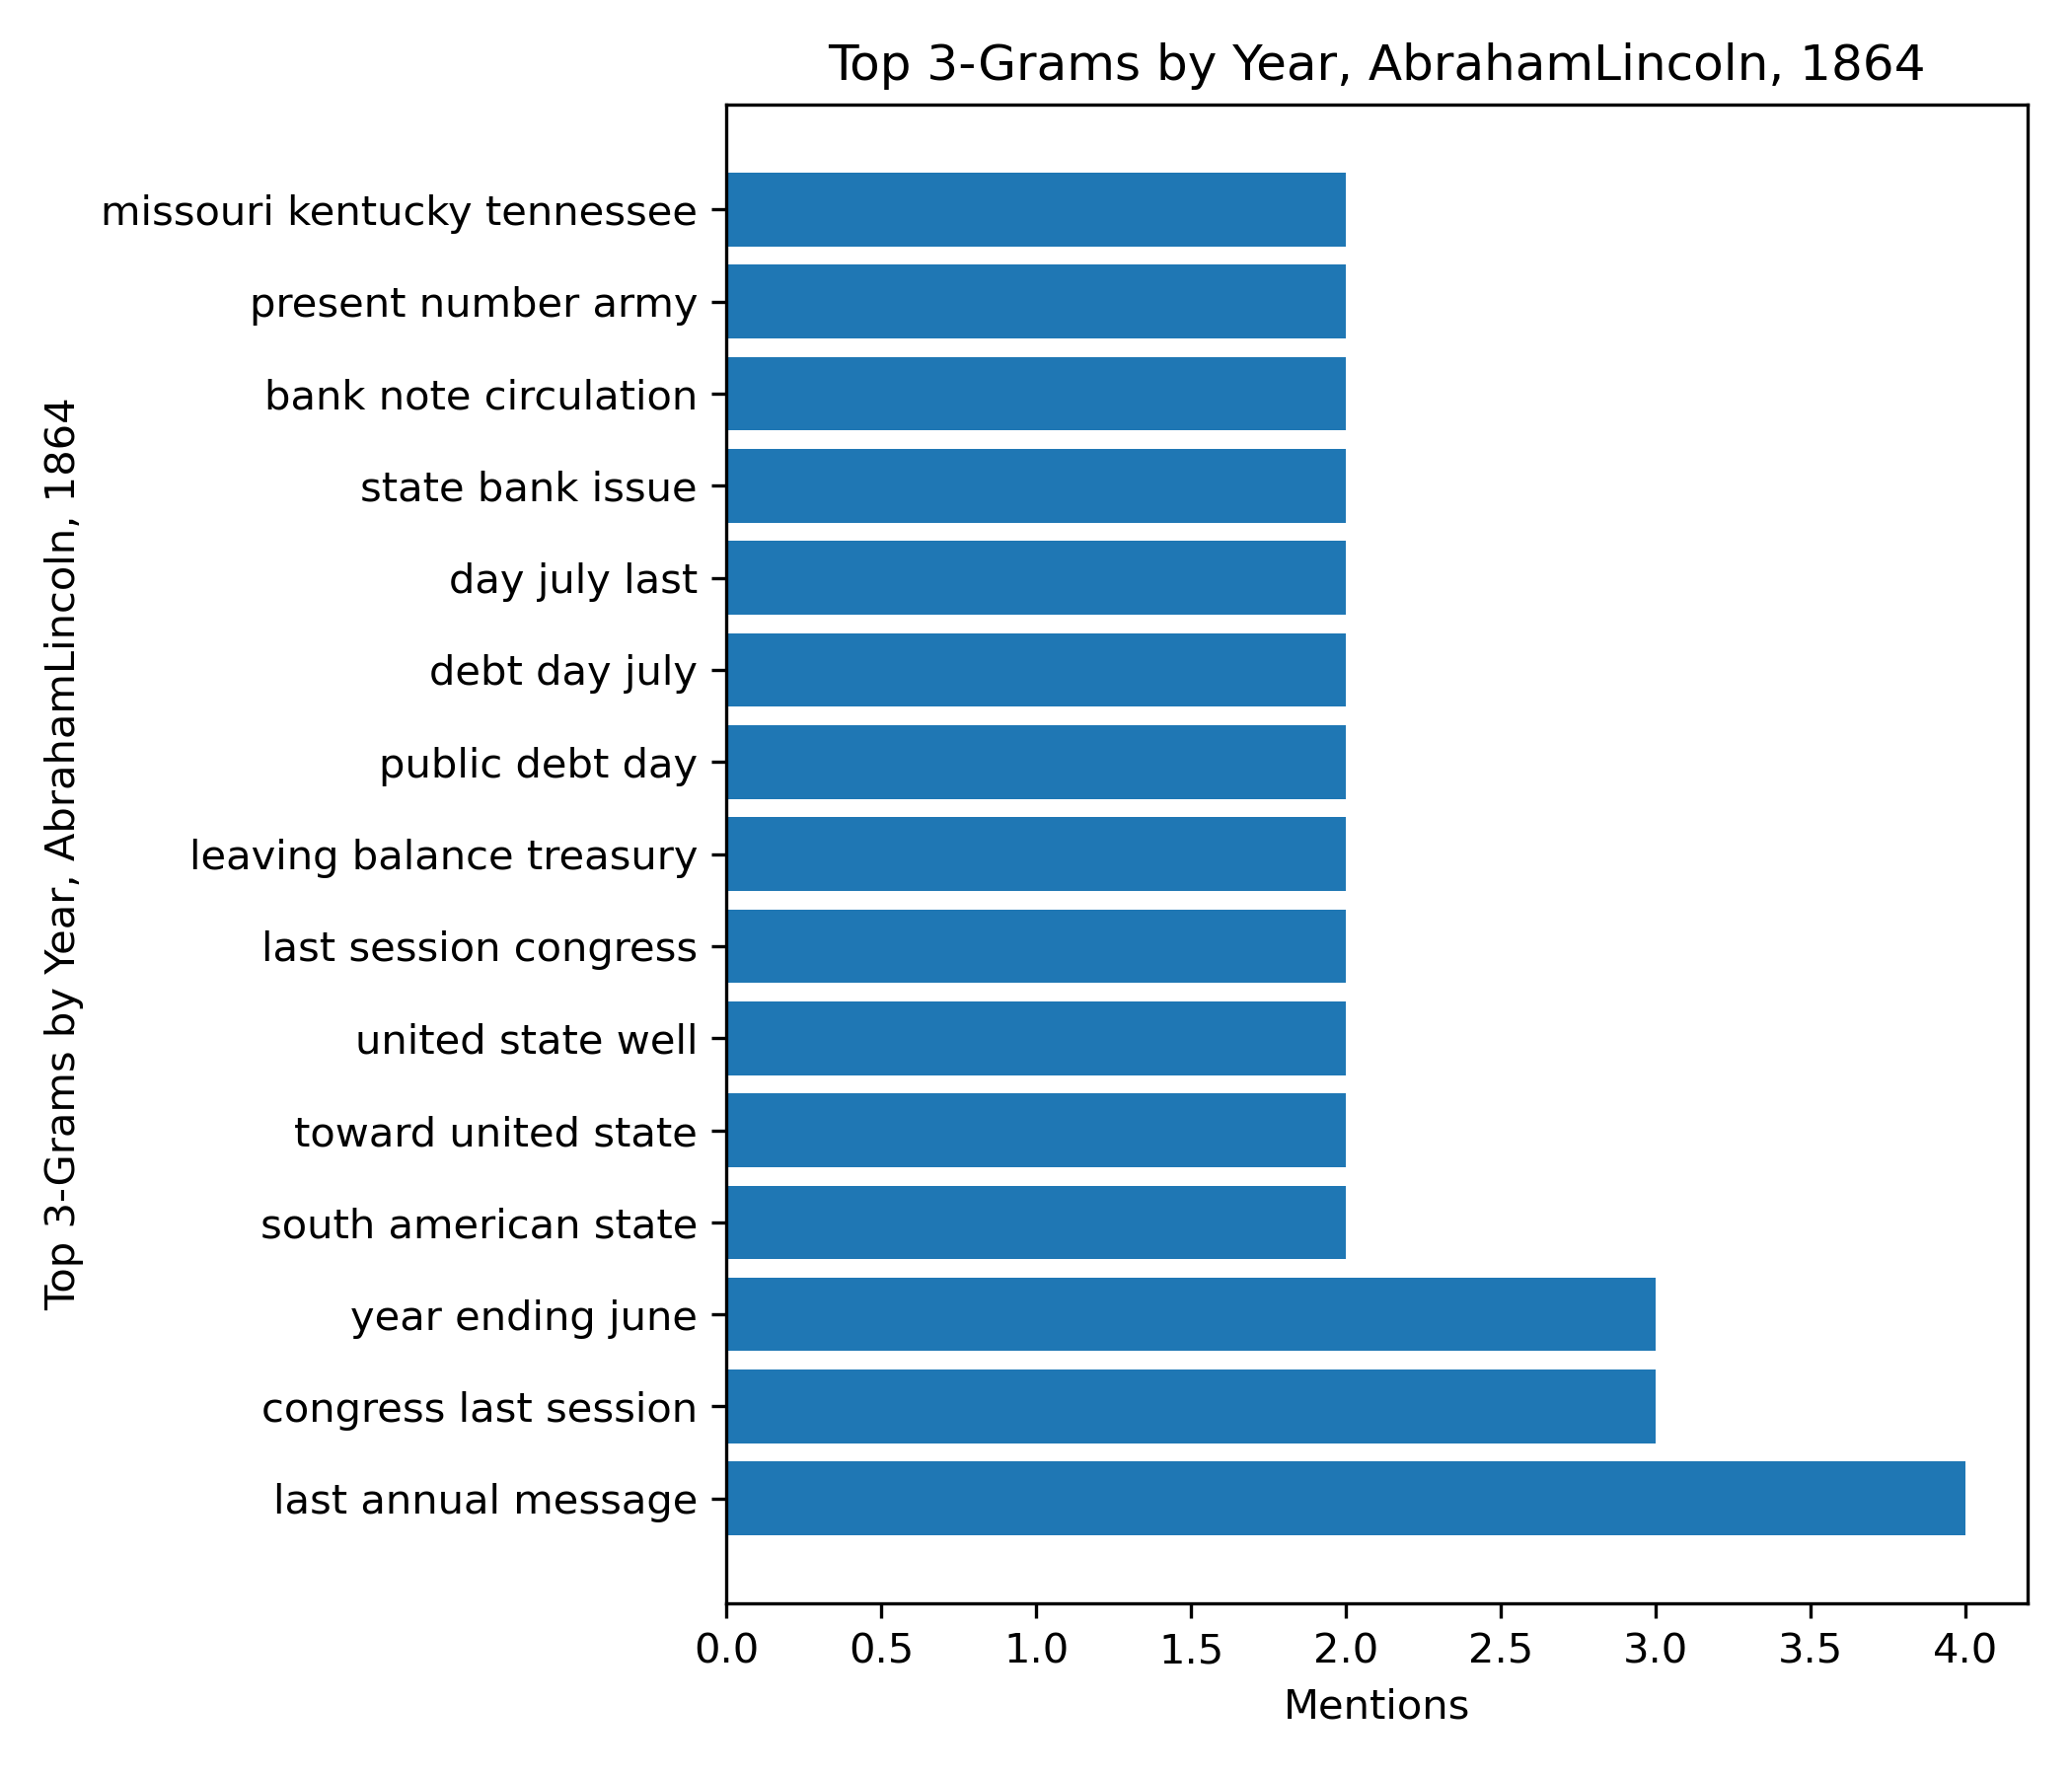 Top 3-Grams by Year, AbrahamLincoln, 1864
Top 3-Grams by Year, AbrahamLincoln, 1864
missouri kentucky tennessee
present number army
bank note circulation
state bank issue
day july last
debt day july
public debt day
leaving balance treasury
last session congress
united state well
toward united state
south american state
year ending june
congress last session
last annual message
0.0 0.5 1.0 1.5 2.0 2.5 3.0 3.5 4.0
Mentions